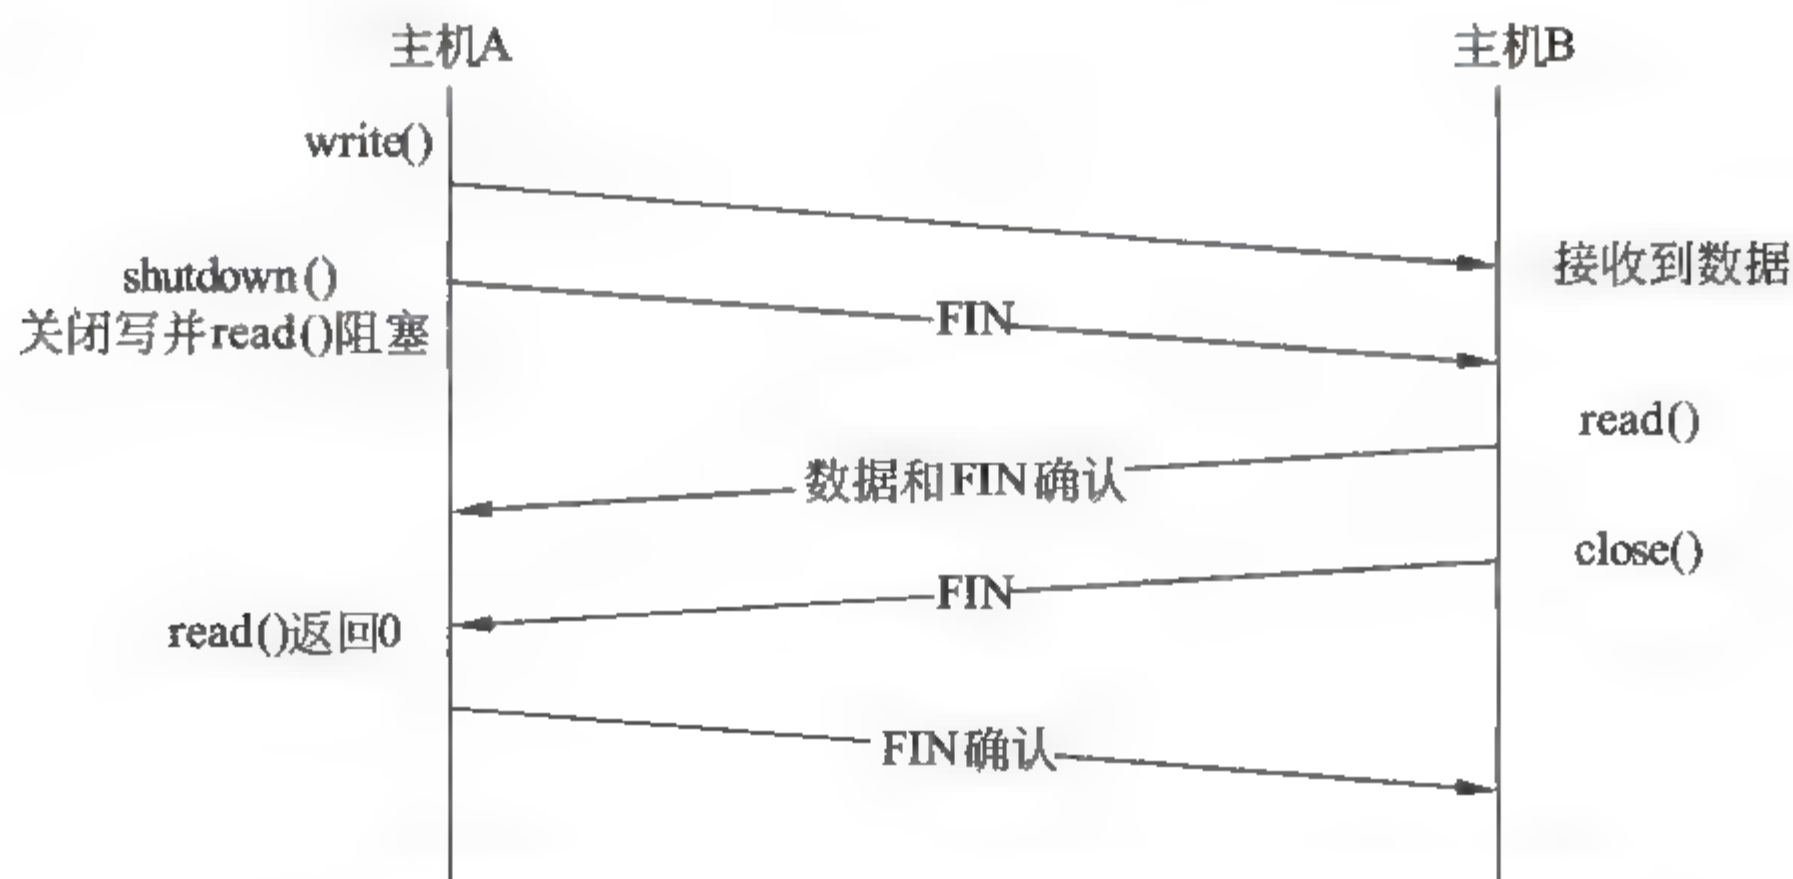 主机A
主机B
write()
接收到数据
shutdown()
关闭写并read()阻塞
FIN
read()
数据和FIN确认
close()
FIN
read()返回0
FIN确认